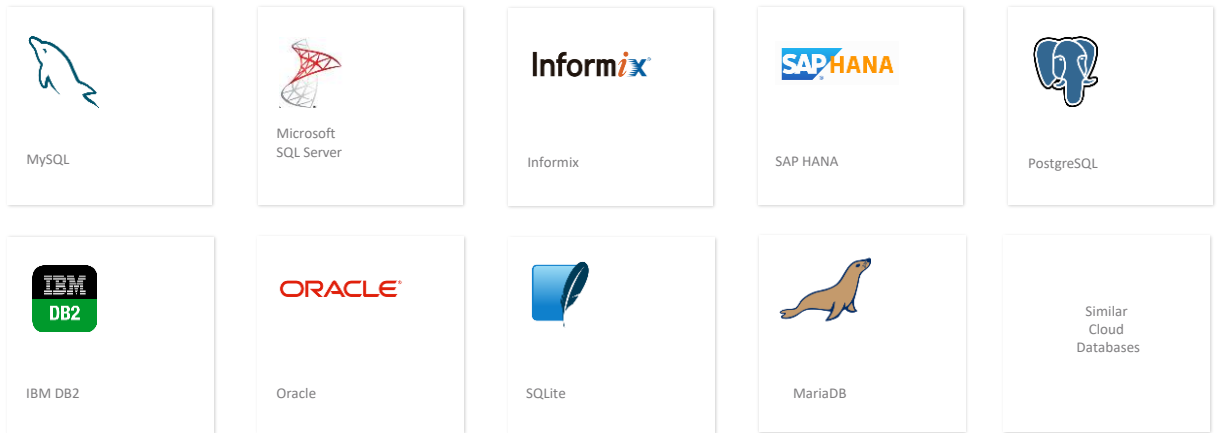 Informix
SAP HANA
Microsoft
SQL Server
MySQL
Informix
SAP HANA
PostgreSQL
IBM
DB2
ORACLE
Similar
Cloud
Databases
IBM DB2
Oracle
SQLite
MariaDB